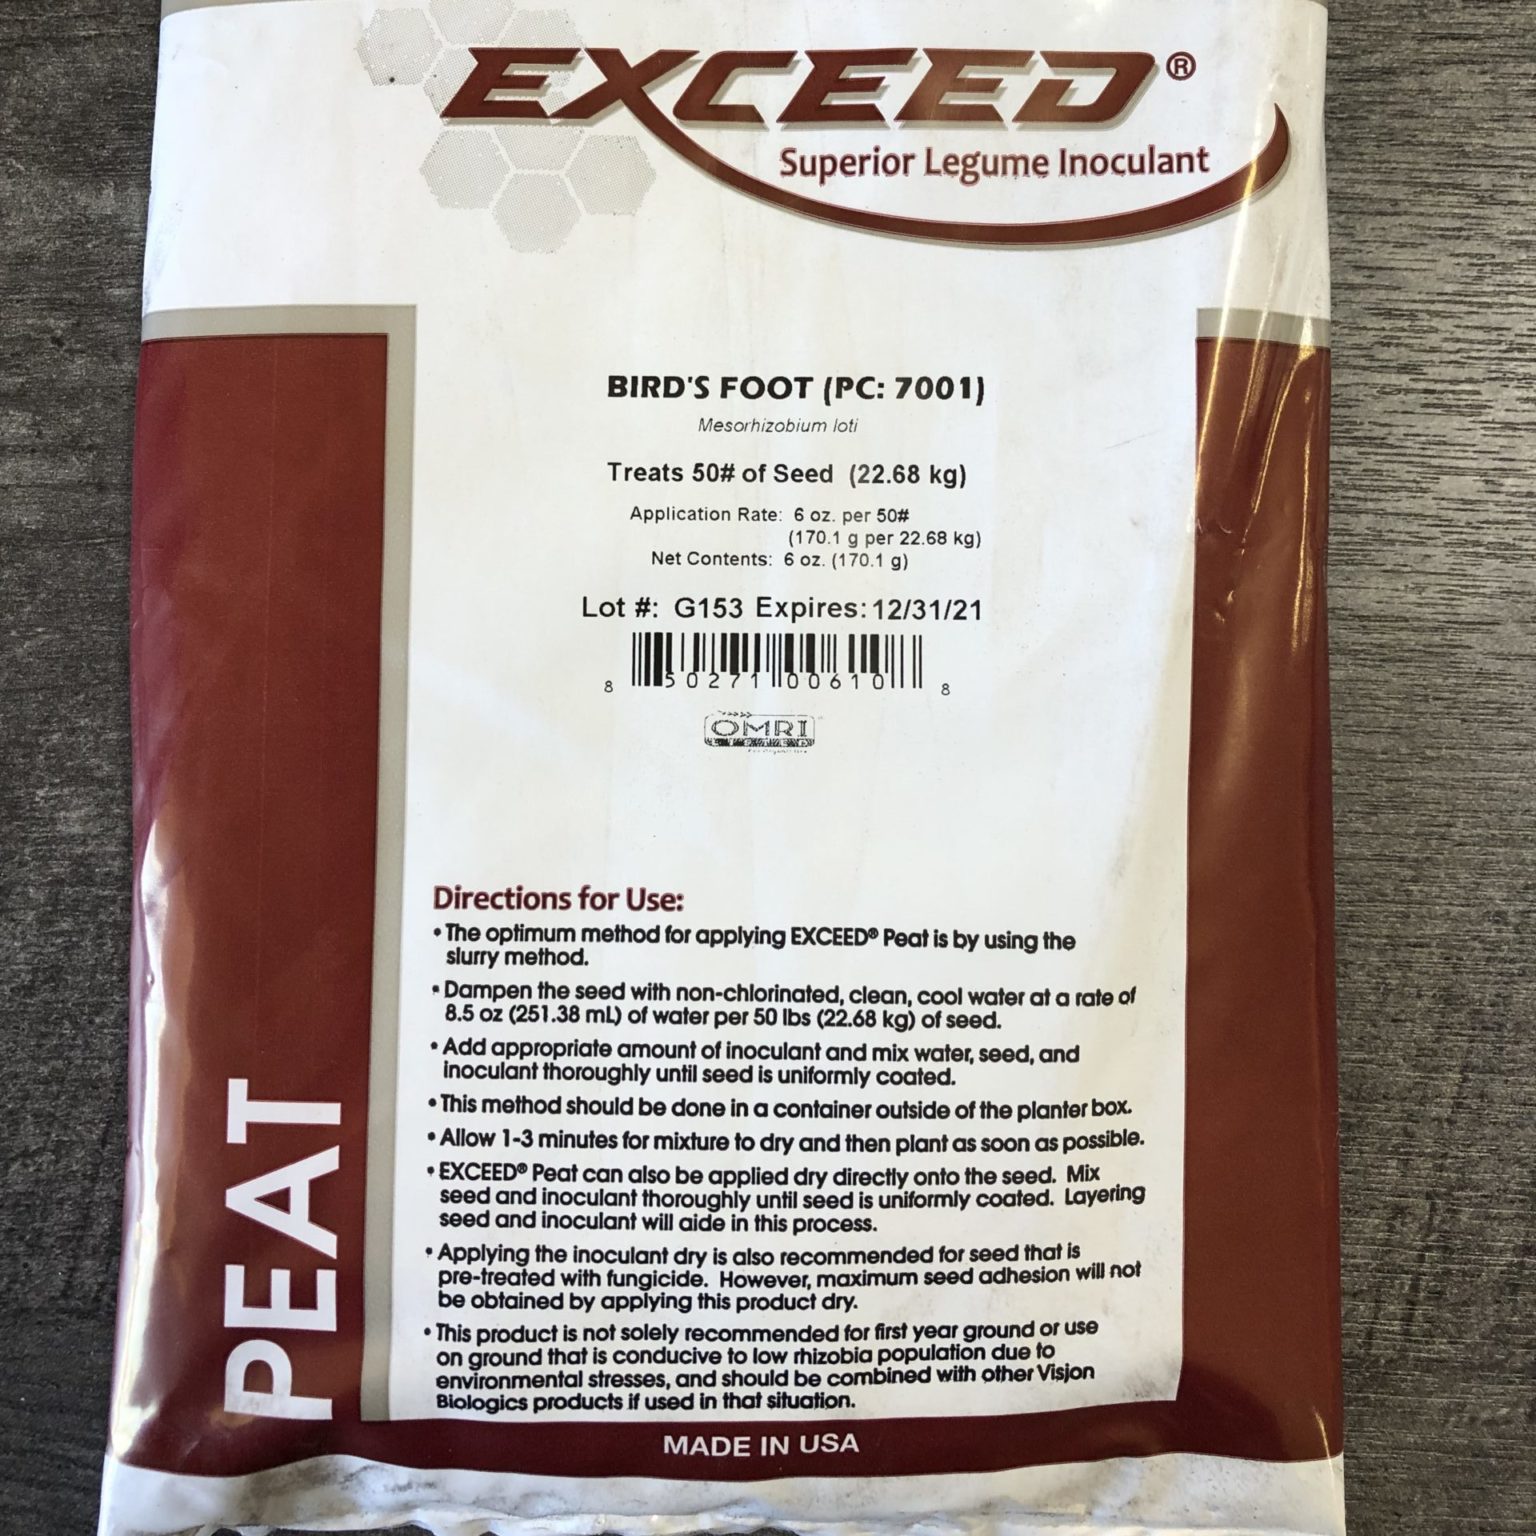 EXCEED®
Superior Legume Inoculant
BIRD'S FOOT (PC: 7001)
Mesorhizobium loti
Treats 50# of Seed (22.68 kg)
Application Rate: 6 oz. per 50#
(170.1 g per 22.68 kg)
Net Contents: 6 oz. (170.1 g)
Lot #: G153 Expires: 12/31/21
8 50271 00610 8
OMRI
Directions for Use:
• The optimum method for applying EXCEED® Peat is by using the
slurry method.
• Dampen the seed with non-chlorinated, clean, cool water at a rate of
8.5 oz (251.38 mL) of water per 50 lbs (22.68 kg) of seed.
• Add appropriate amount of inoculant and mix water, seed, and
inoculant thoroughly until seed is uniformly coated.
• This method should be done in a container outside of the planter box.
• Allow 1-3 minutes for mixture to dry and then plant as soon as possible.
• EXCEED® Peat can also be applied dry directly onto the seed. Mix
seed and inoculant thoroughly until seed is uniformly coated. Layering
seed and inoculant will aide in this process.
• Applying the inoculant dry is also recommended for seed that is
pre-treated with fungicide. However, maximum seed adhesion will not
be obtained by applying this product dry.
• This product is not solely recommended for first year ground or use
on ground that is conducive to low rhizobia population due to
environmental stresses, and should be combined with other Visjon
Biologics products if used in that situation.
PEAT
MADE IN USA